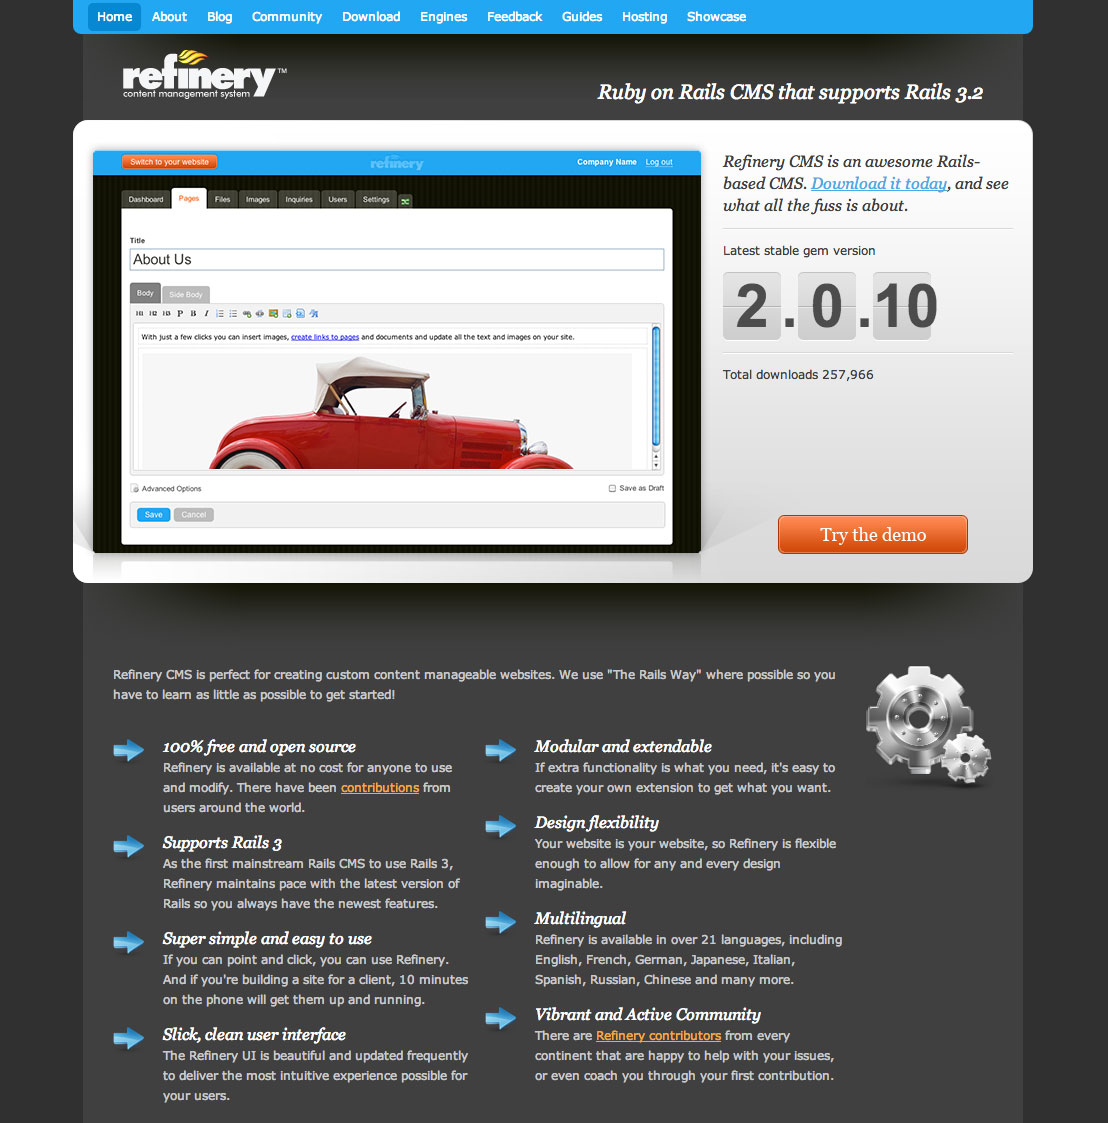 Home About Blog Community Download Engines Feedback Guides Hosting Showcase
refinery™
content management system
Ruby on Rails CMS that supports Rails 3.2
Switch to your website
refinery
Company Name Log out
Dashboard Pages Files Images Inquiries Users Settings
Title
About Us
Body Side Body
H1 H2 H3 P B I
With just a few clicks you can insert images, create links to pages and documents and update all the text and images on your site.
Advanced Options
Save as Draft
Save Cancel
Refinery CMS is an awesome Rails-
based CMS. Download it today, and see
what all the fuss is about.
Latest stable gem version
2.0.10
Total downloads 257,966
Try the demo
Refinery CMS is perfect for creating custom content manageable websites. We use "The Rails Way" where possible so you
have to learn as little as possible to get started!
100% free and open source
Refinery is available at no cost for anyone to use
and modify. There have been contributions from
users around the world.
Supports Rails 3
As the first mainstream Rails CMS to use Rails 3,
Refinery maintains pace with the latest version of
Rails so you always have the newest features.
Super simple and easy to use
If you can point and click, you can use Refinery.
And if you're building a site for a client, 10 minutes
on the phone will get them up and running.
Slick, clean user interface
The Refinery UI is beautiful and updated frequently
to deliver the most intuitive experience possible for
your users.
Modular and extendable
If extra functionality is what you need, it's easy to
create your own extension to get what you want.
Design flexibility
Your website is your website, so Refinery is flexible
enough to allow for any and every design
imaginable.
Multilingual
Refinery is available in over 21 languages, including
English, French, German, Japanese, Italian,
Spanish, Russian, Chinese and many more.
Vibrant and Active Community
There are Refinery contributors from every
continent that are happy to help with your issues,
or even coach you through your first contribution.